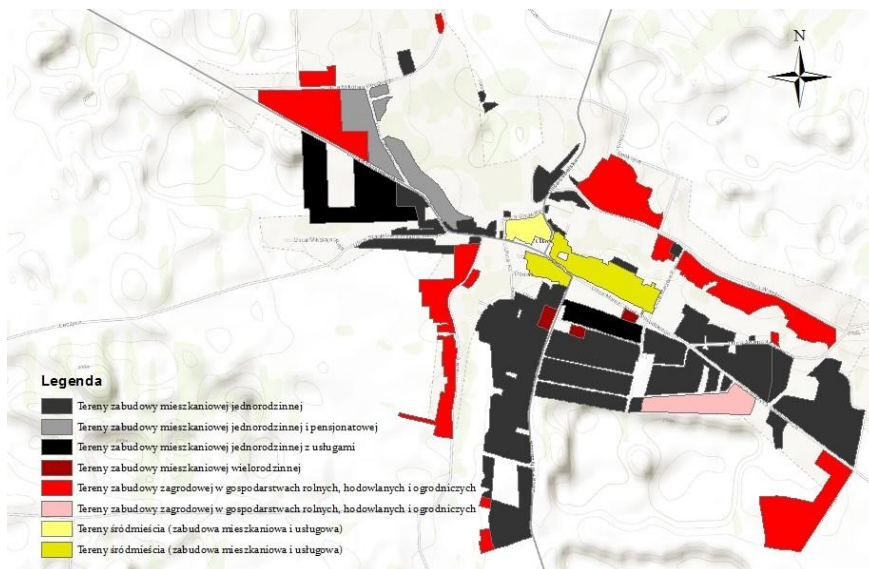 N
Legenda
Tereny zabudowy mieszkaniowej jednorodzinnej
Tereny zabudowy mieszkaniowej jednorodzinnej i pensjonatowej
Tereny zabudowy mieszkaniowej jednorodzinnej z usługami
Tereny zabudowy mieszkaniowej wielorodzinnej
Tereny zabudowy zagrodowej w gospodarstwach rolnych, hodowlanych i ogrodniczych
Tereny zabudowy zagrodowej w gospodarstwach rolnych, hodowlanych i ogrodniczych
Tereny śródmieścia (zabudowa mieszkaniowa i usługowa)
Tereny śródmieścia (zabudowa mieszkaniowa i usługowa)